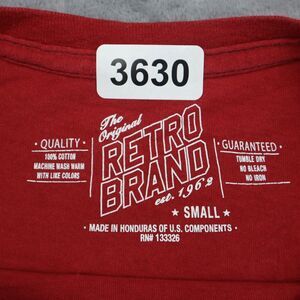 3630
The
Original
RETRO
BRAND
est. 1962
• QUALITY •
100% COTTON
MACHINE WASH WARM
WITH LIKE COLORS
• GUARANTEED •
TUMBLE DRY
NO BLEACH
NO IRON
★ SMALL ★
• MADE IN HONDURAS OF U.S. COMPONENTS •
RN# 133326